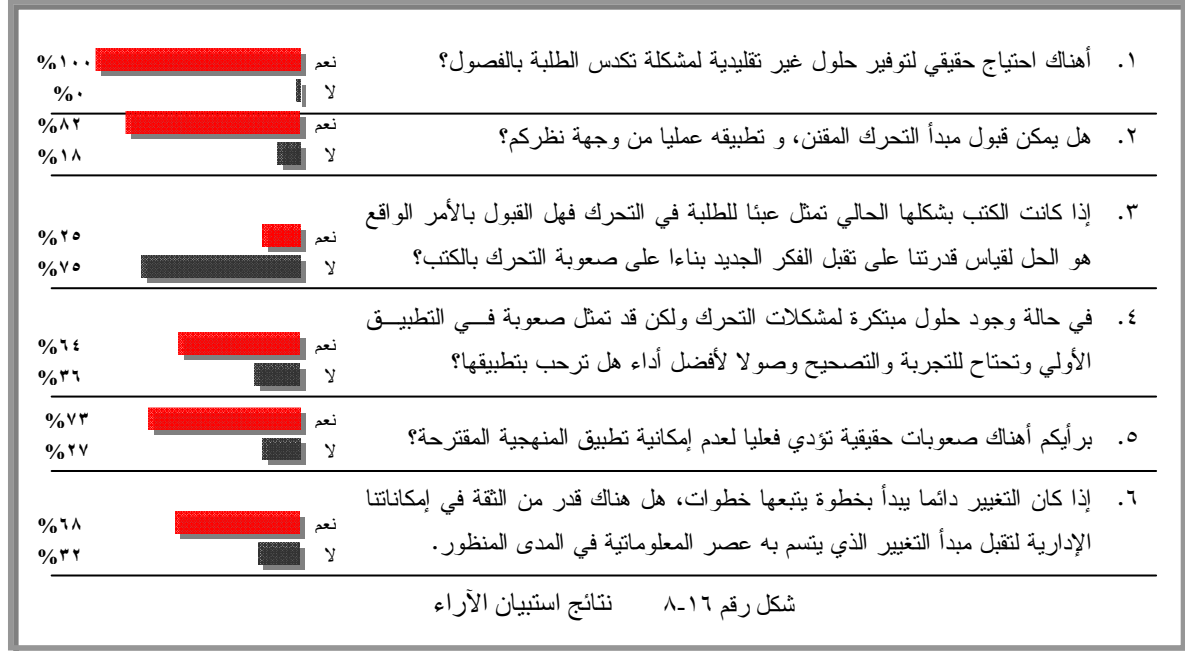 ١. أهناك احتياج حقيقي لتوفير حلول غير تقليدية لمشكلة تكدس الطلبة بالفصول؟
نعم %١٠٠
لا %٠
٢. هل يمكن قبول مبدأ التحرك المقنن، و تطبيقه عمليا من وجهة نظركم؟
نعم %٨٢
لا %١٨
٣. إذا كانت الكتب بشكلها الحالي تمثل عبئا للطلبة في التحرك فهل القبول بالأمر الواقع
هو الحل لقياس قدرتنا على تقبل الفكر الجديد بناءا على صعوبة التحرك بالكتب؟
نعم %٢٥
لا %٧٥
٤. في حالة وجود حلول مبتكرة لمشكلات التحرك ولكن قد تمثل صعوبة فـــي التطبيـــق
الأولي وتحتاح للتجربة والتصحيح وصولا لأفضل أداء هل ترحب بتطبيقها؟
نعم %٦٤
لا %٣٦
٥. برأيكم أهناك صعوبات حقيقية تؤدي فعليا لعدم إمكانية تطبيق المنهجية المقترحة؟
نعم %٧٣
لا %٢٧
٦. إذا كان التغيير دائما يبدأ بخطوة يتبعها خطوات، هل هناك قدر من الثقة في إمكاناتنا
الإدارية لتقبل مبدأ التغيير الذي يتسم به عصر المعلوماتية في المدى المنظور.
نعم %٦٨
لا %٣٢
شكل رقم ١٦-٨ نتائج استبيان الآراء